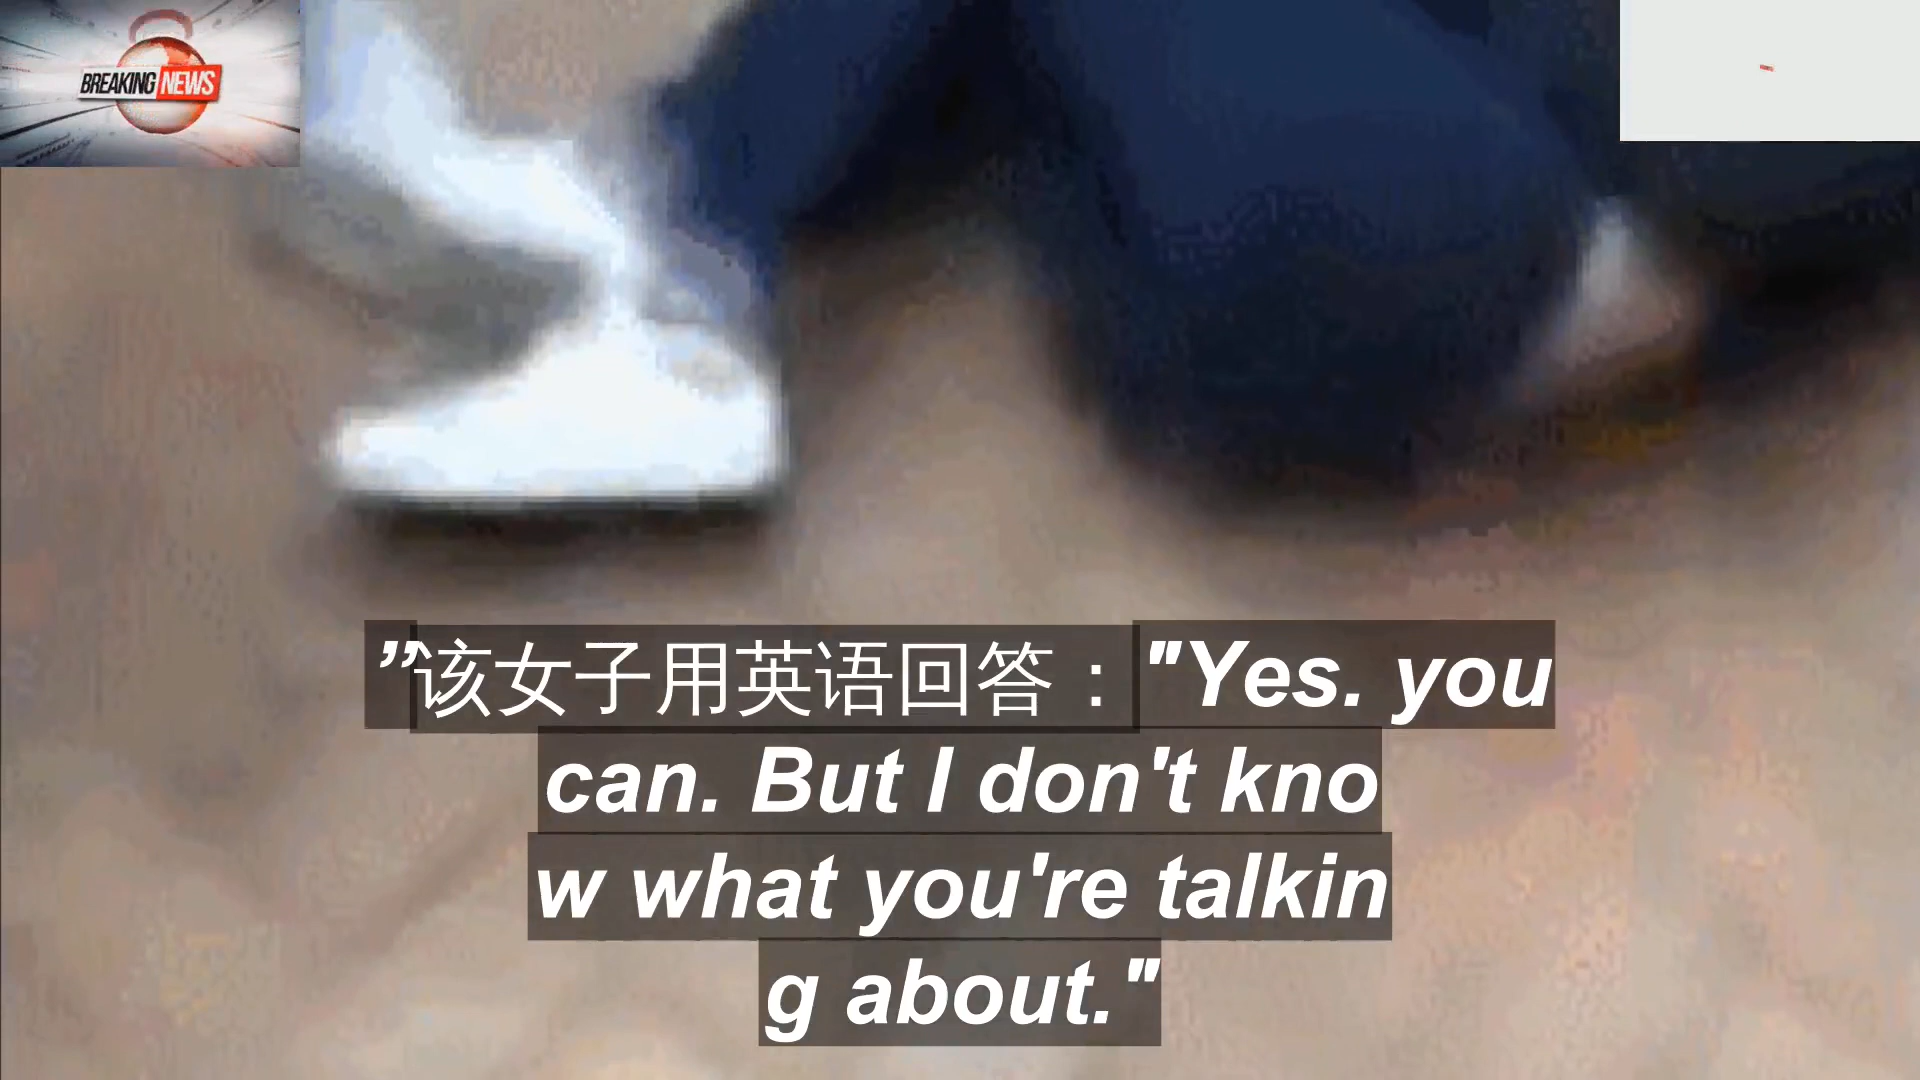 BREAKING NEWS
”该女子用英语回答："Yes. you
can. But I don't kno
w what you're talkin
g about."